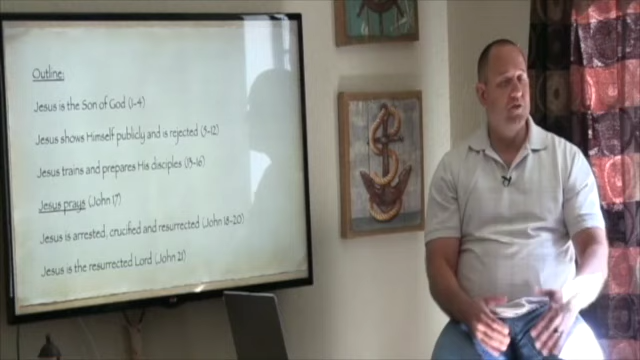 Outline:
Jesus is the Son of God (1-4)
Jesus shows Himself publicly and is rejected (5-12)
Jesus trains and prepares His disciples (13-16)
Jesus prays (John 17)
Jesus is arrested, crucified and resurrected (John 18-20)
Jesus is the resurrected Lord (John 21)